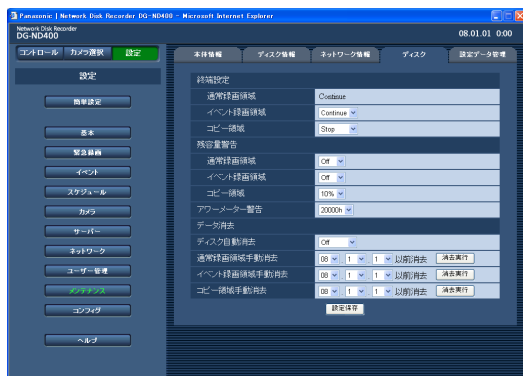 Panasonic | Network Disk Recorder DG-ND400 - Microsoft Internet Explorer
Network Disk Recorder
DG-ND400
08.01.01 0:00
コントロール カメラ選択 設定
本体情報 ディスク情報 ネットワーク情報 ディスク 設定データ管理
設定
簡単設定
基本
緊急録画
イベント
スケジュール
カメラ
サーバー
ネットワーク
ユーザー管理
メンテナンス
コンフィグ
ヘルプ
終端設定
通常録画領域 Continue
イベント録画領域 Continue
コピー領域 Stop
残容量警告
通常録画領域 Off
イベント録画領域 Off
コピー領域 10%
アワーメーター警告 20000h
データ消去
ディスク自動消去 Off
通常録画領域手動消去 08 1 1 以前消去 消去実行
イベント録画領域手動消去 08 1 1 以前消去 消去実行
コピー領域手動消去 08 1 1 以前消去 消去実行
設定保存